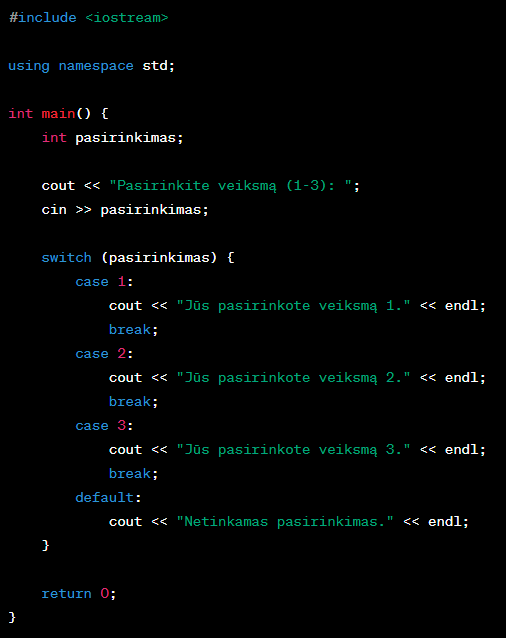 #include <iostream>

using namespace std;

int main() {
    int pasirinkimas;

    cout << "Pasirinkite veiksmą (1-3): ";
    cin >> pasirinkimas;

    switch (pasirinkimas) {
        case 1:
            cout << "Jūs pasirinkote veiksmą 1." << endl;
            break;
        case 2:
            cout << "Jūs pasirinkote veiksmą 2." << endl;
            break;
        case 3:
            cout << "Jūs pasirinkote veiksmą 3." << endl;
            break;
        default:
            cout << "Netinkamas pasirinkimas." << endl;
    }

    return 0;
}